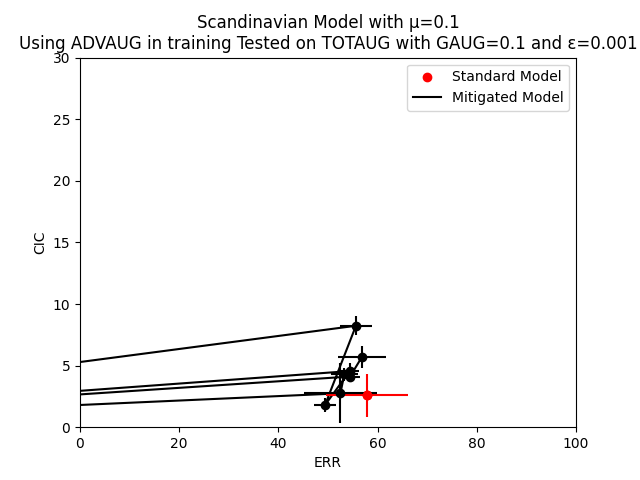 Scandinavian Model with μ=0.1
Using ADVAUG in training Tested on TOTAUG with GAUG=0.1 and ε=0.001
Standard Model
Mitigated Model
30
25
20
15
10
5
0
CIC
0 20 40 60 80 100
ERR